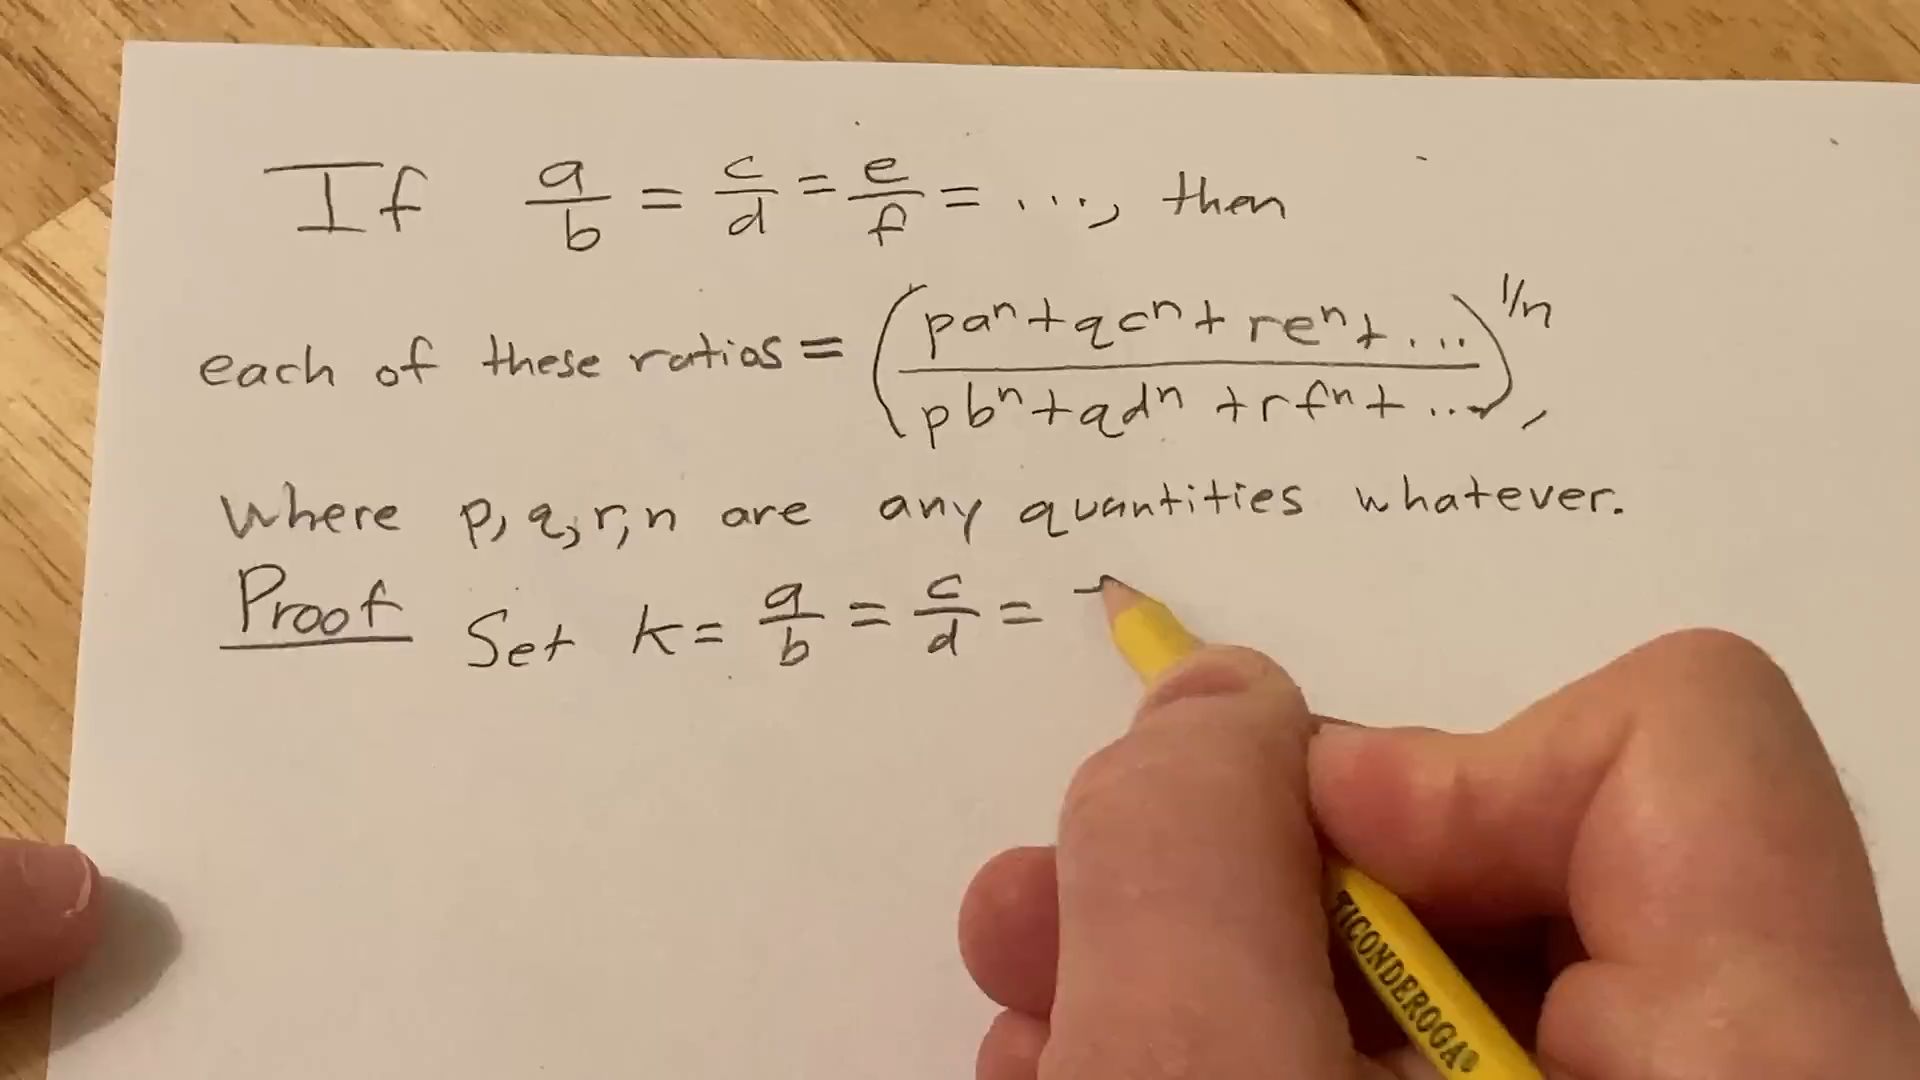 If a/b = c/d = e/f = ..., then
each of these ratios = (pa^n + qc^n + re^n + ... / pb^n + qd^n + rf^n + ...)^1/n,
where p, q, r, n are any quantities whatever.
Proof Set k = a/b = c/d =
TICONDEROGA®